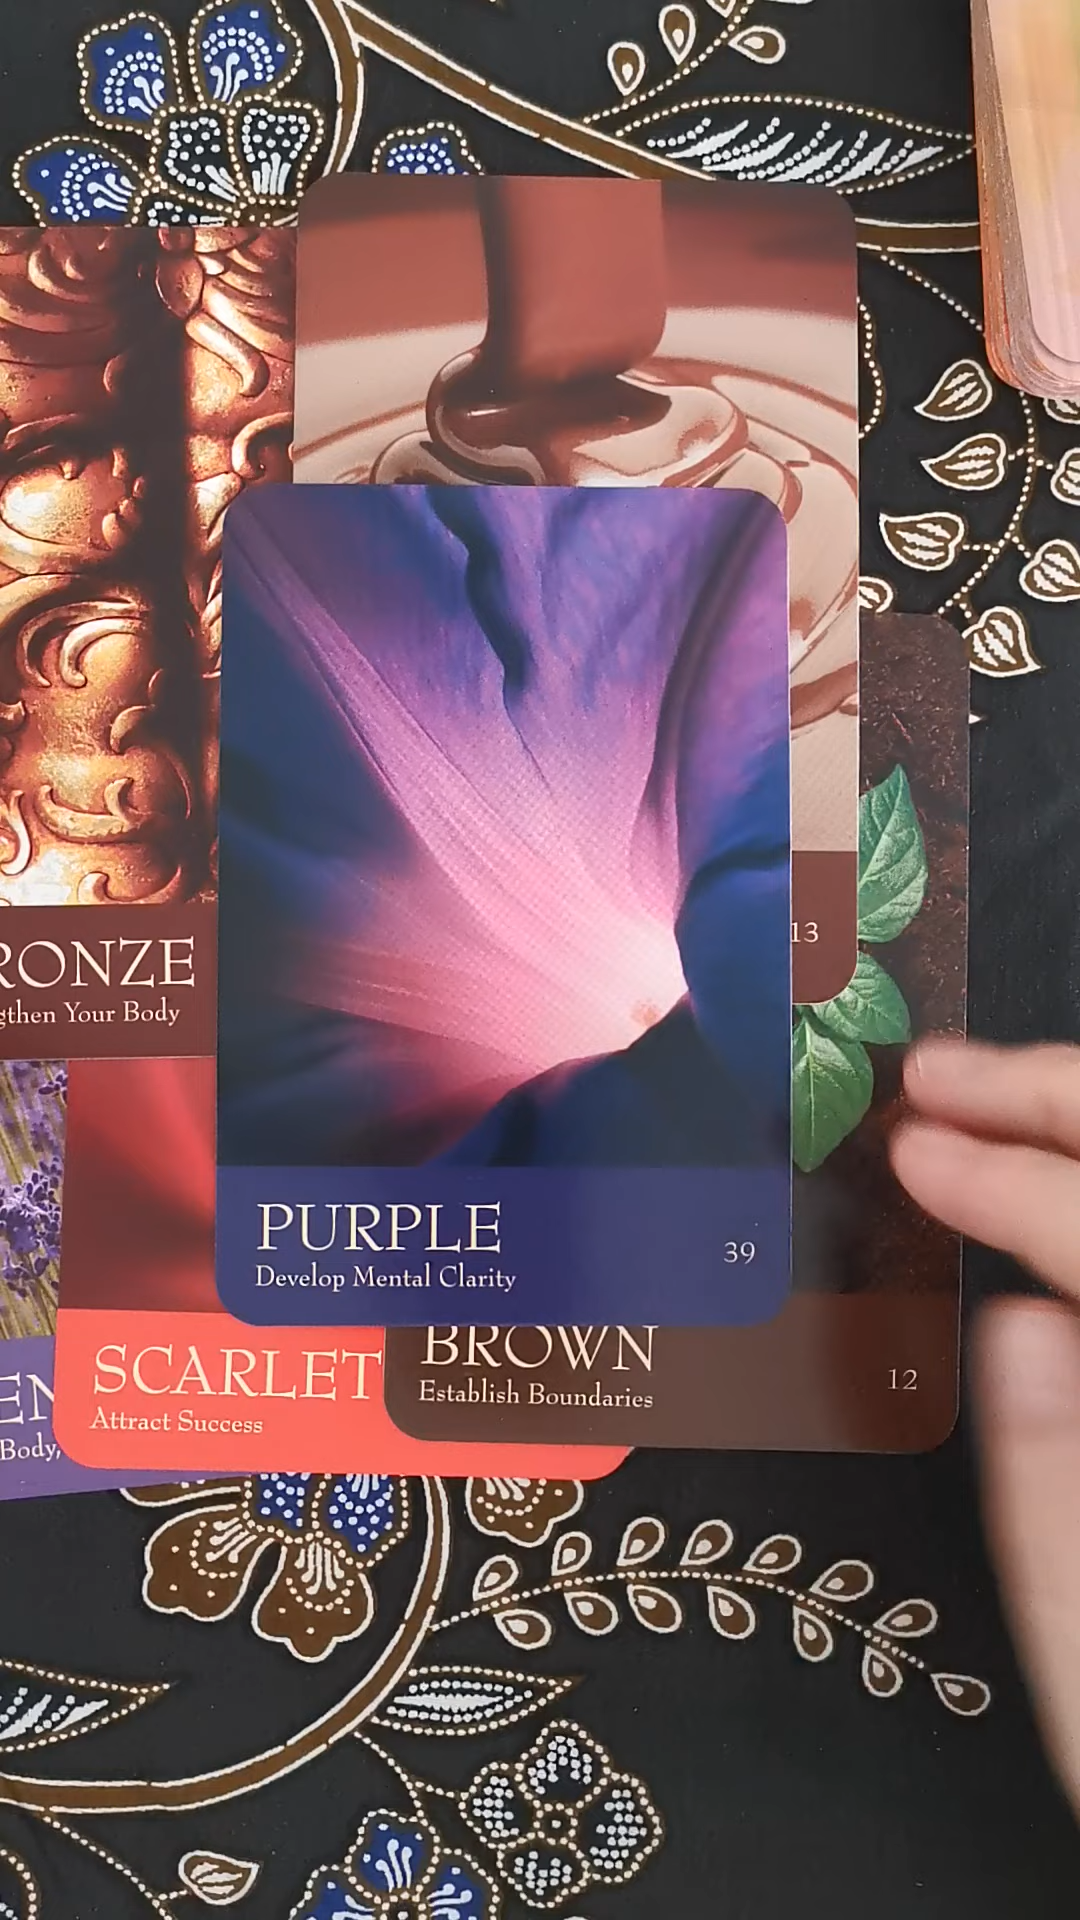 13
RONZE
gthen Your Body
PURPLE
39
Develop Mental Clarity
BROWN
12
Establish Boundaries
SCARLET
Attract Success
EN
Body,